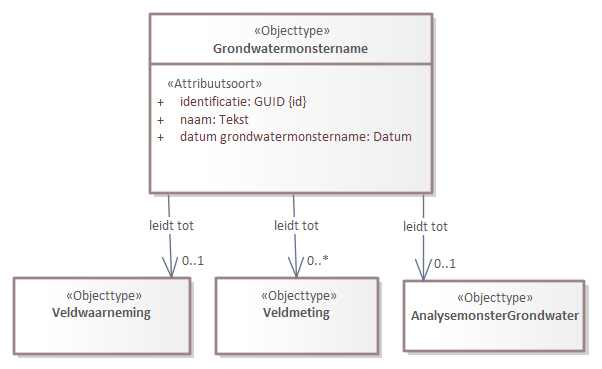 «Objecttype»
Grondwatermonstername
«Attribuutsoort»
+ identificatie: GUID {id}
+ naam: Tekst
+ datum grondwatermonstername: Datum
leidt tot
leidt tot
leidt tot
0..1
0..*
0..1
«Objecttype»
Veldwaarneming
«Objecttype»
Veldmeting
«Objecttype»
AnalysemonsterGrondwater